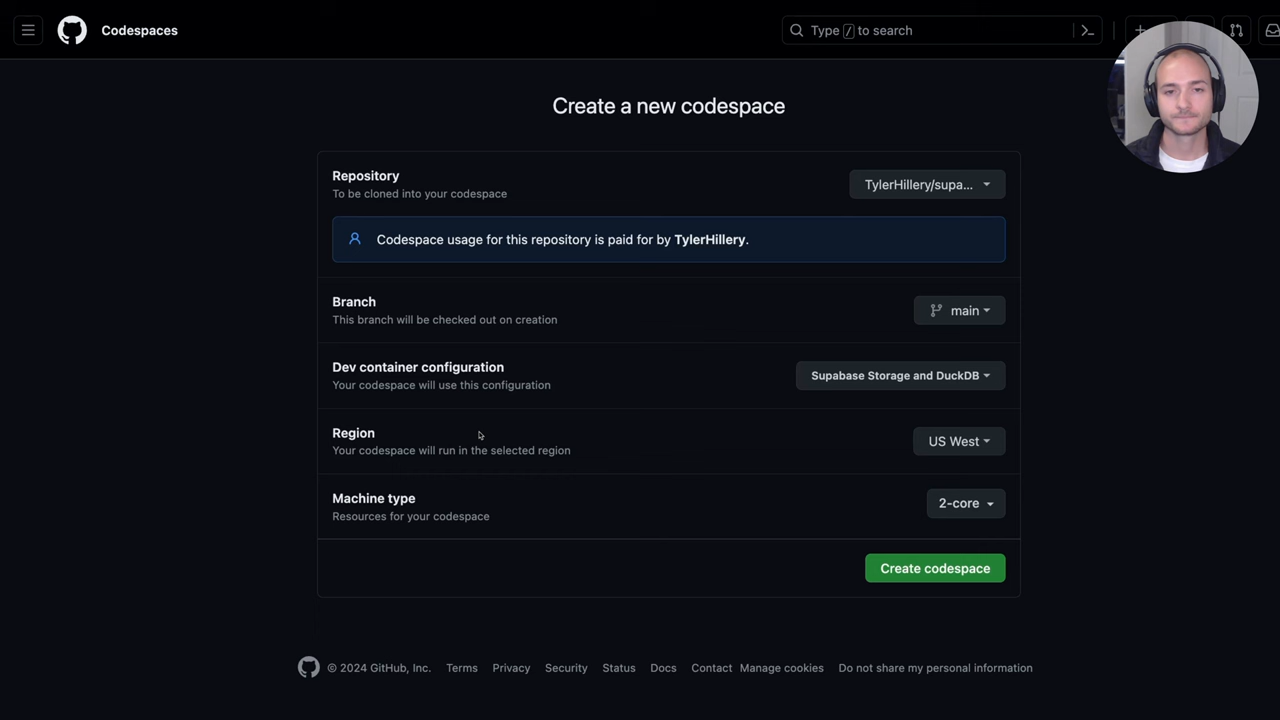 Codespaces
Type / to search
Create a new codespace
Repository
To be cloned into your codespace
TylerHillery/supa...
Codespace usage for this repository is paid for by TylerHillery.
Branch
This branch will be checked out on creation
main
Dev container configuration
Your codespace will use this configuration
Supabase Storage and DuckDB
Region
Your codespace will run in the selected region
US West
Machine type
Resources for your codespace
2-core
Create codespace
© 2024 GitHub, Inc. Terms Privacy Security Status Docs Contact Manage cookies Do not share my personal information